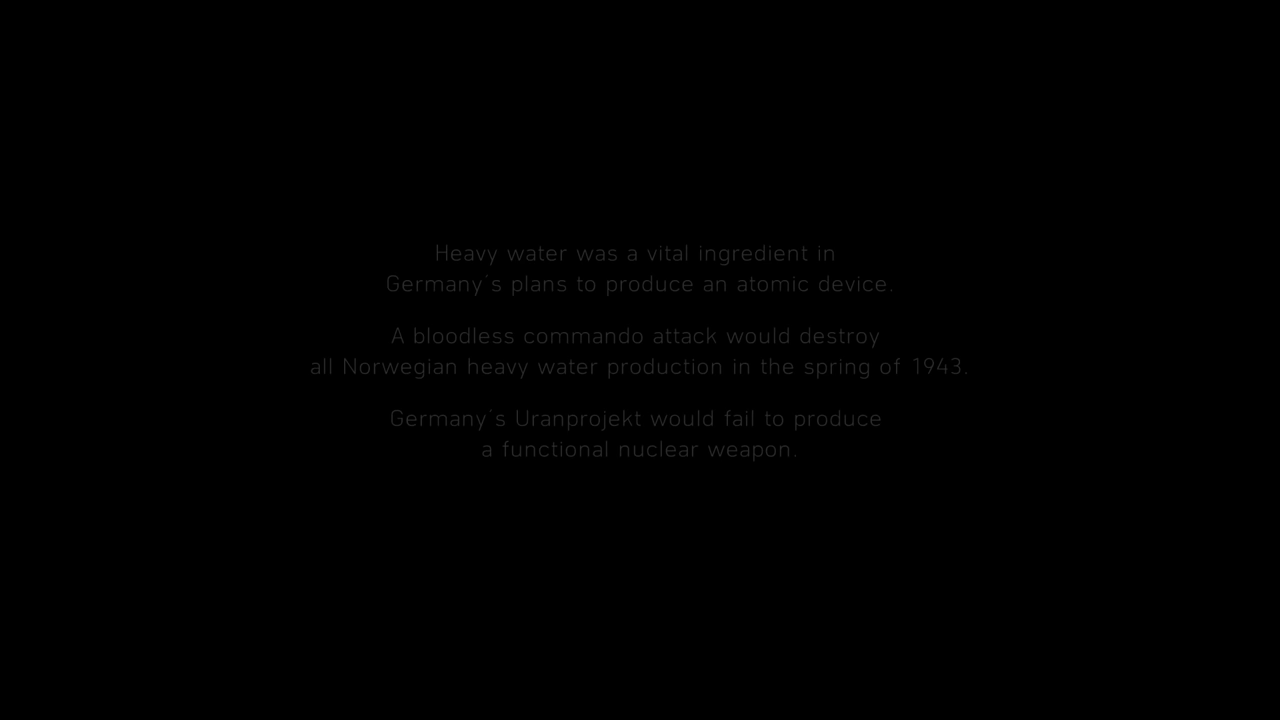 Heavy water was a vital ingredient in
Germany´s plans to produce an atomic device.
A bloodless commando attack would destroy
all Norwegian heavy water production in the spring of 1943.
Germany´s Uranprojekt would fail to produce
a functional nuclear weapon.